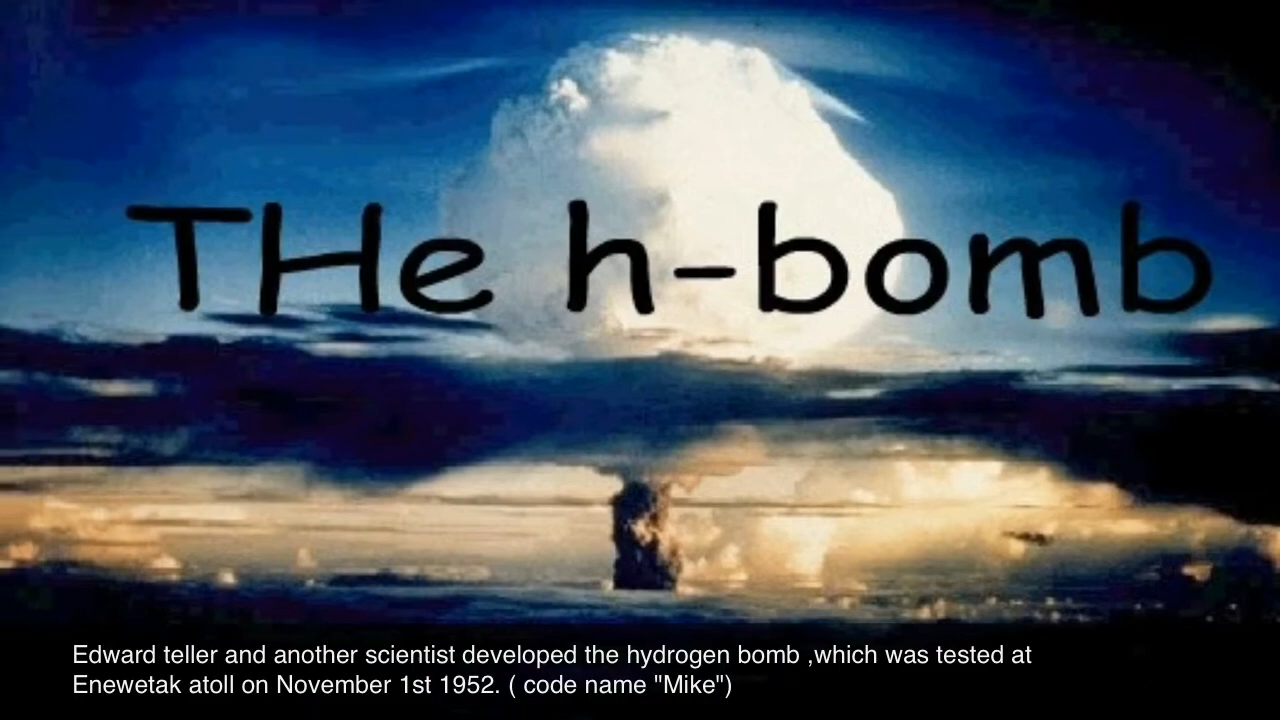 THe h-bomb
Edward teller and another scientist developed the hydrogen bomb ,which was tested at
Enewetak atoll on November 1st 1952. ( code name "Mike")